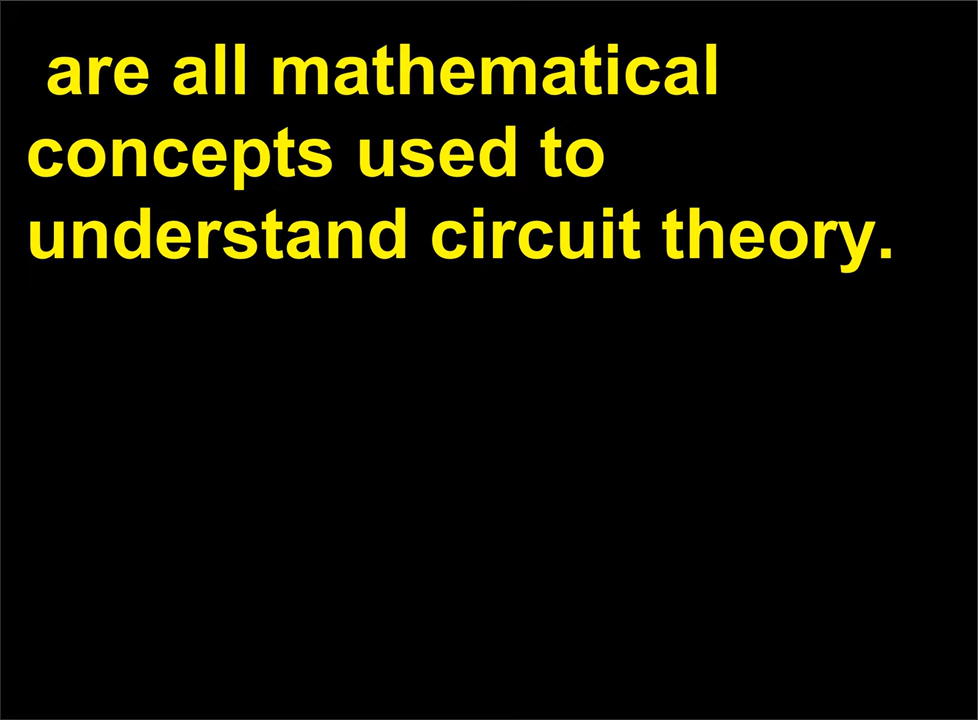 are all mathematical
concepts used to
understand circuit theory.